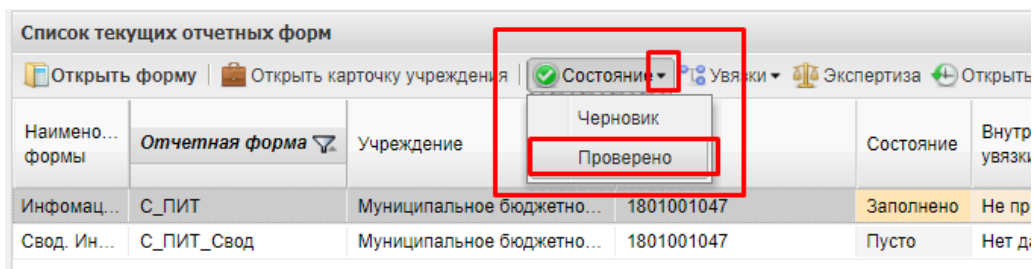 Список текущих отчетных форм
Открыть форму Открыть карточку учреждения Состояние Увязки Экспертиза Открыть
Черновик
Проверено
Наимено... формы Отчетная форма Учреждение Состояние Внутр увязки
Инфомац... С_ПИТ Муниципальное бюджетно... 1801001047 Заполнено Не пр
Свод. Ин... С_ПИТ_Свод Муниципальное бюджетно... 1801001047 Пусто Нет да